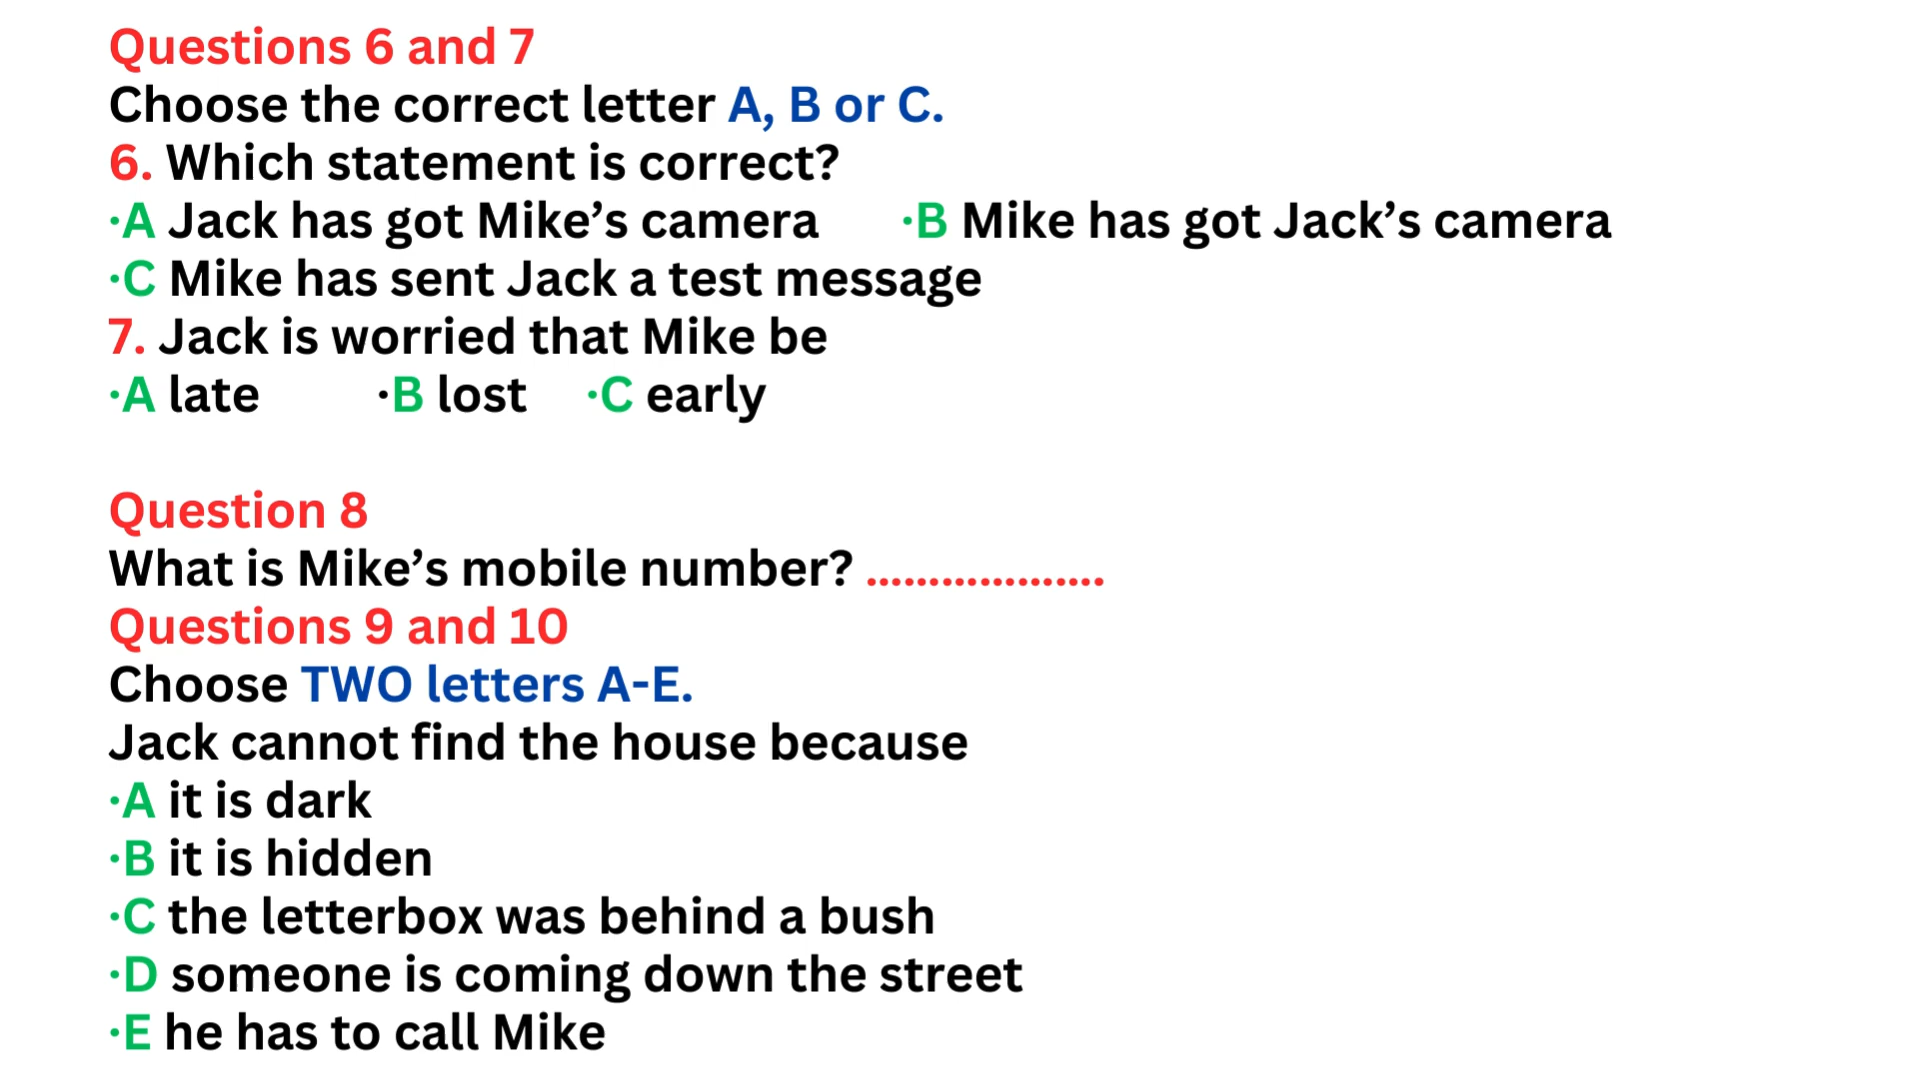 Questions 6 and 7
Choose the correct letter A, B or C.
6. Which statement is correct?
·A Jack has got Mike’s camera ·B Mike has got Jack’s camera
·C Mike has sent Jack a test message
7. Jack is worried that Mike be
·A late ·B lost ·C early
Question 8
What is Mike’s mobile number? ...................
Questions 9 and 10
Choose TWO letters A-E.
Jack cannot find the house because
·A it is dark
·B it is hidden
·C the letterbox was behind a bush
·D someone is coming down the street
·E he has to call Mike